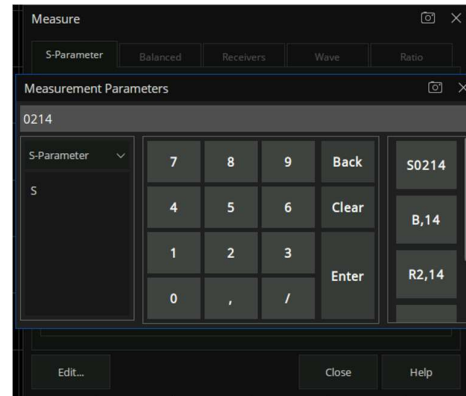 Measure
S-Parameter Balanced Receivers Wave Ratio
Measurement Parameters
0214
S-Parameter
S
7 8 9 Back
4 5 6 Clear
1 2 3 Enter
0 , /
S0214
B,14
R2,14
Edit... Close Help